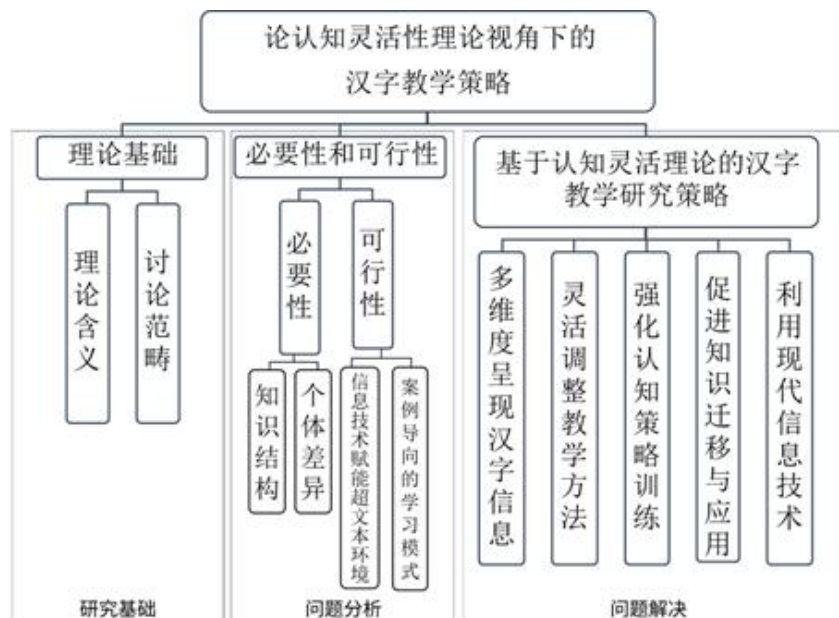 论认知灵活性理论视角下的
汉字教学策略
理论基础
必要性和可行性
基于认知灵活理论的汉字
教学研究策略
理论含义
讨论范畴
必要性
可行性
知识结构
个体差异
信息技术赋能超文本环境
案例导向的学习模式
多维度呈现汉字信息
灵活调整教学方法
强化认知策略训练
促进知识迁移与应用
利用现代信息技术
研究基础
问题分析
问题解决